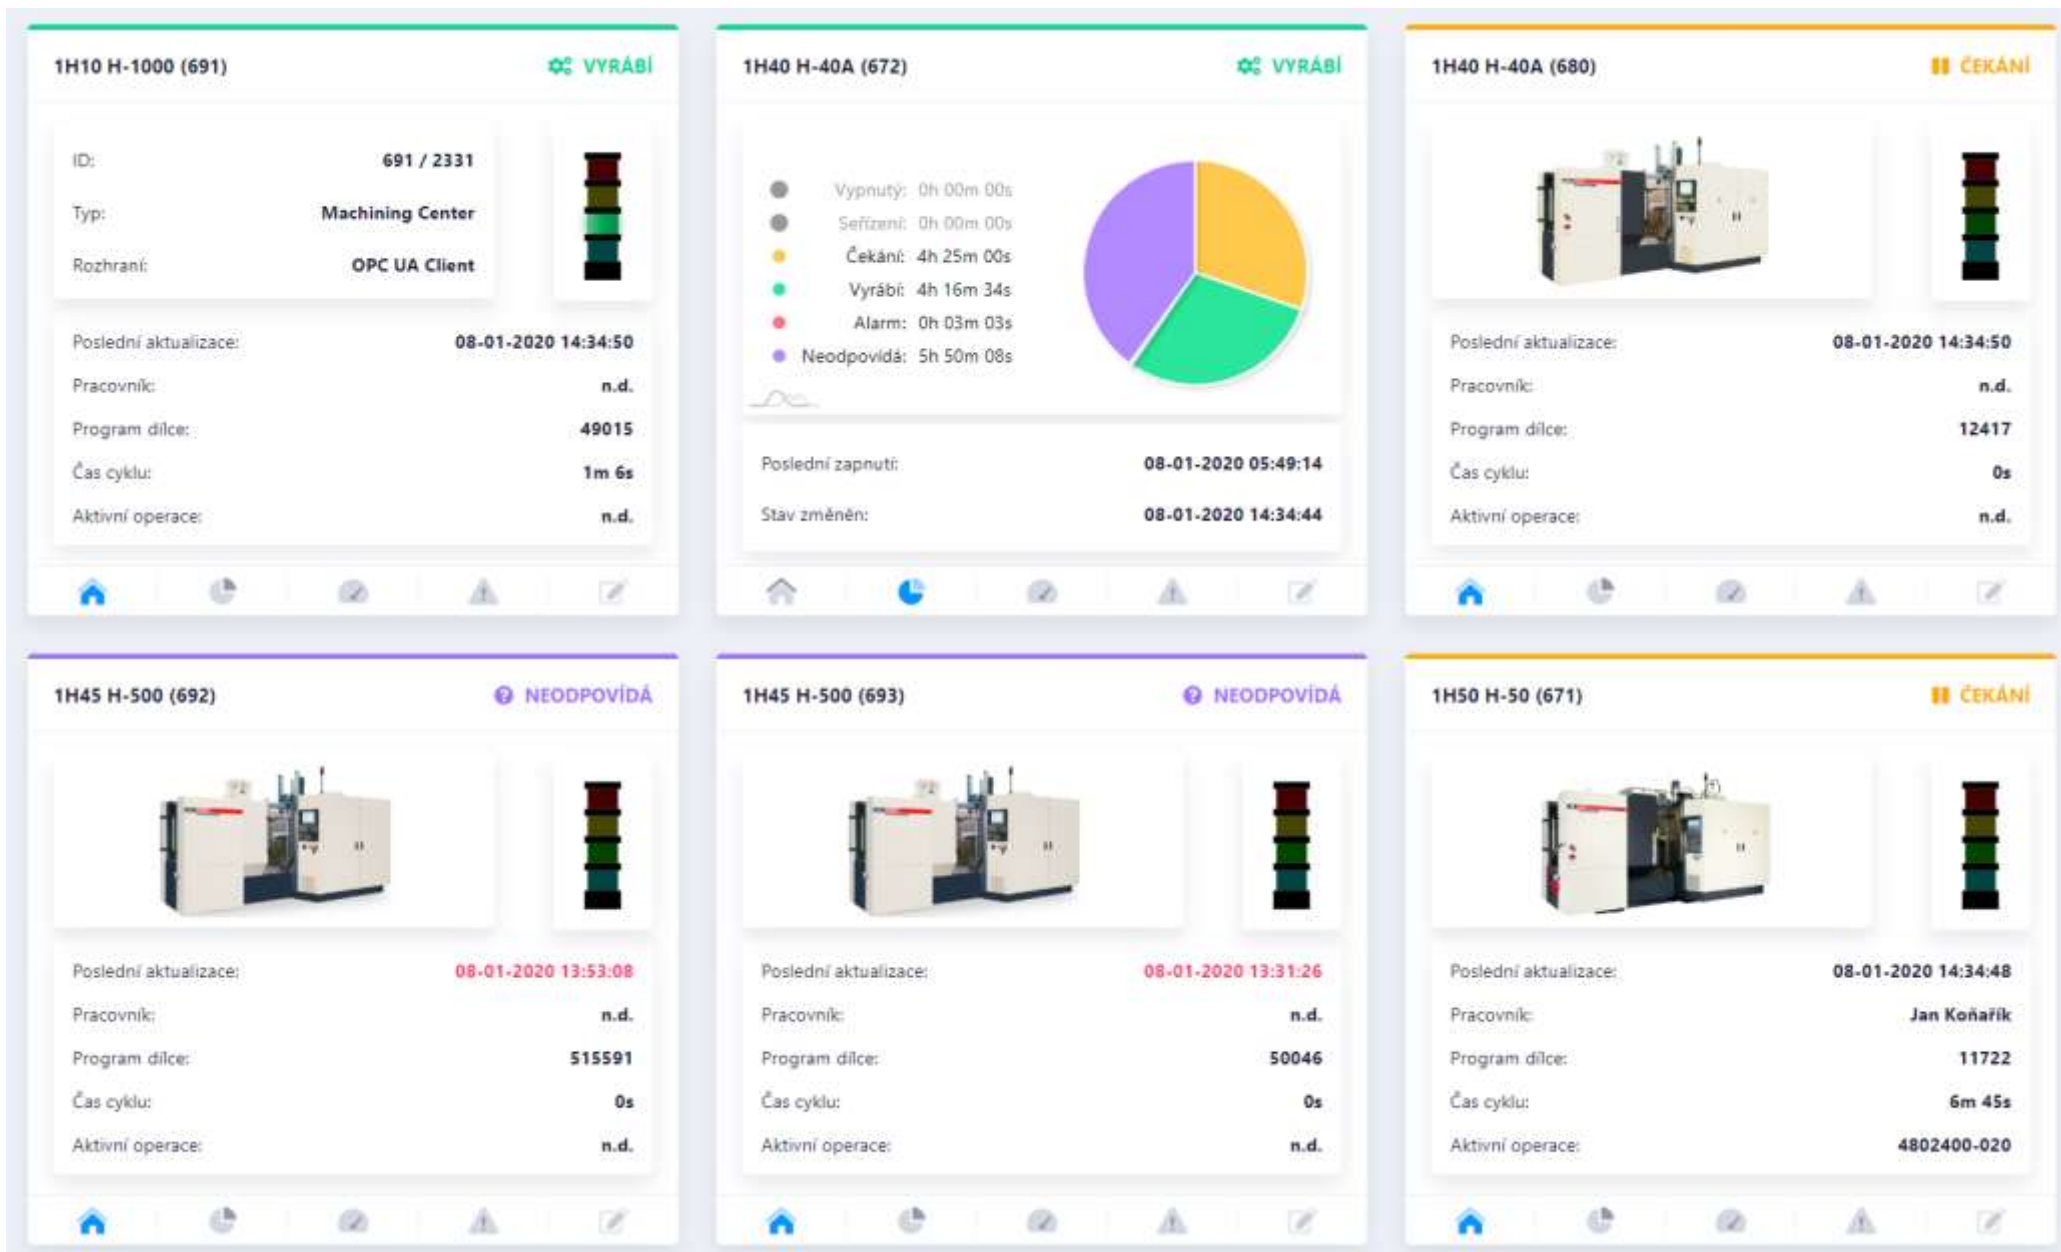 1H10 H-1000 (691) VYRÁBÍ
ID: 691 / 2331
Typ: Machining Center
Rozhraní: OPC UA Client
Poslední aktualizace: 08-01-2020 14:34:50
Pracovník: n.d.
Program dílce: 49015
Čas cyklu: 1m 6s
Aktivní operace: n.d.
1H40 H-40A (672) VYRÁBÍ
Vypnutý: 0h 00m 00s
Seřízení: 0h 00m 00s
Čekání: 4h 25m 00s
Vyrábí: 4h 16m 34s
Alarm: 0h 03m 03s
Neodpovídá: 5h 50m 08s
Poslední zapnutí: 08-01-2020 05:49:14
Stav změněn: 08-01-2020 14:34:44
1H40 H-40A (680) ČEKÁNÍ
Poslední aktualizace: 08-01-2020 14:34:50
Pracovník: n.d.
Program dílce: 12417
Čas cyklu: 0s
Aktivní operace: n.d.
1H45 H-500 (692) NEODPOVÍDÁ
Poslední aktualizace: 08-01-2020 13:53:08
Pracovník: n.d.
Program dílce: 515591
Čas cyklu: 0s
Aktivní operace: n.d.
1H45 H-500 (693) NEODPOVÍDÁ
Poslední aktualizace: 08-01-2020 13:31:26
Pracovník: n.d.
Program dílce: 50046
Čas cyklu: 0s
Aktivní operace: n.d.
1H50 H-50 (671) ČEKÁNÍ
Poslední aktualizace: 08-01-2020 14:34:48
Pracovník: Jan Koňařík
Program dílce: 11722
Čas cyklu: 6m 45s
Aktivní operace: 4802400-020